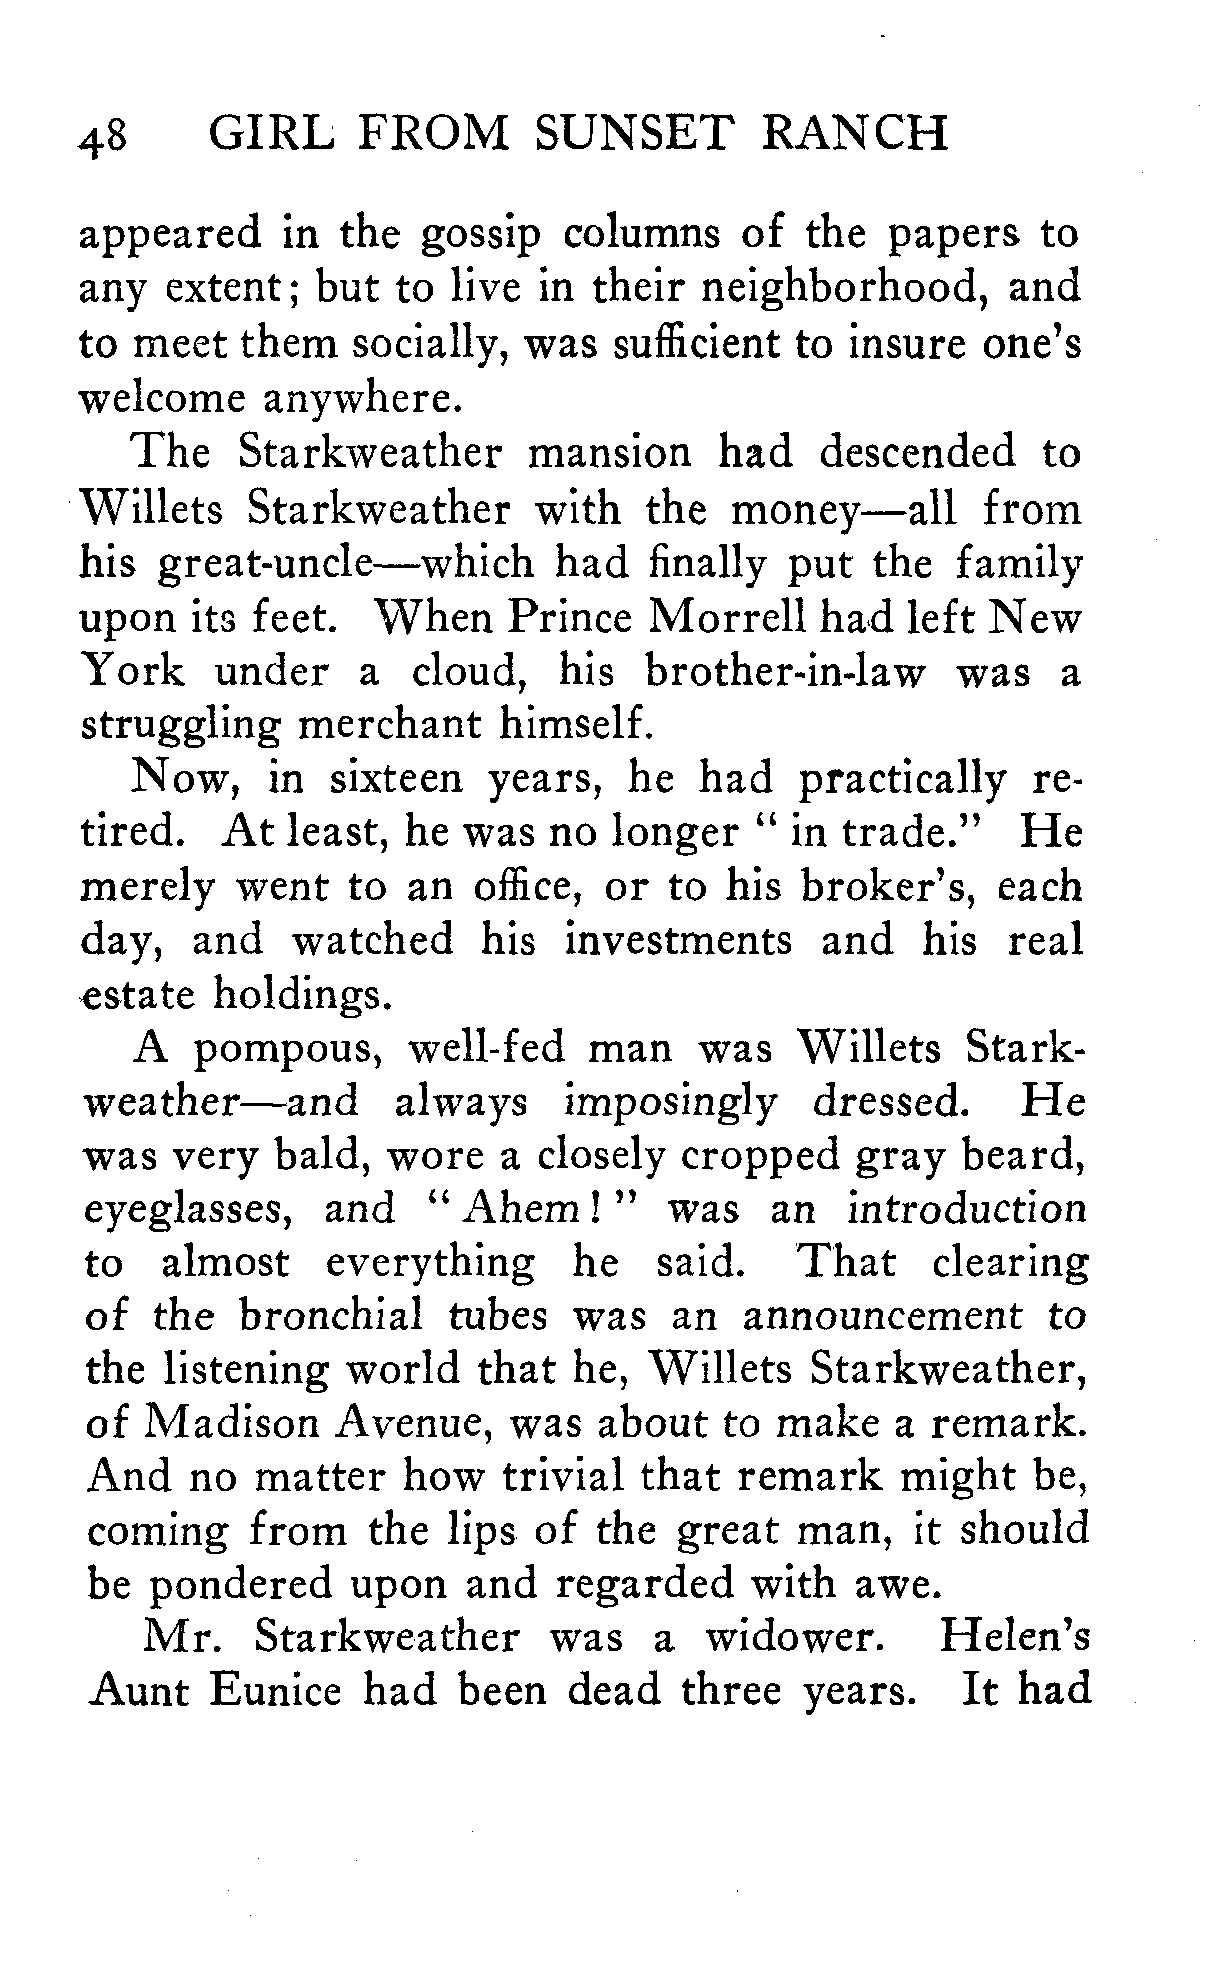 48 GIRL FROM SUNSET RANCH
appeared in the gossip columns of the papers to
any extent; but to live in their neighborhood, and
to meet them socially, was sufficient to insure one's
welcome anywhere.
The Starkweather mansion had descended to
Willets Starkweather with the money—all from
his great-uncle—which had finally put the family
upon its feet. When Prince Morrell had left New
York under a cloud, his brother-in-law was a
struggling merchant himself.
Now, in sixteen years, he had practically re-
tired. At least, he was no longer " in trade." He
merely went to an office, or to his broker's, each
day, and watched his investments and his real
estate holdings.
A pompous, well-fed man was Willets Stark-
weather—and always imposingly dressed. He
was very bald, wore a closely cropped gray beard,
eyeglasses, and " Ahem! " was an introduction
to almost everything he said. That clearing
of the bronchial tubes was an announcement to
the listening world that he, Willets Starkweather,
of Madison Avenue, was about to make a remark.
And no matter how trivial that remark might be,
coming from the lips of the great man, it should
be pondered upon and regarded with awe.
Mr. Starkweather was a widower. Helen's
Aunt Eunice had been dead three years. It had